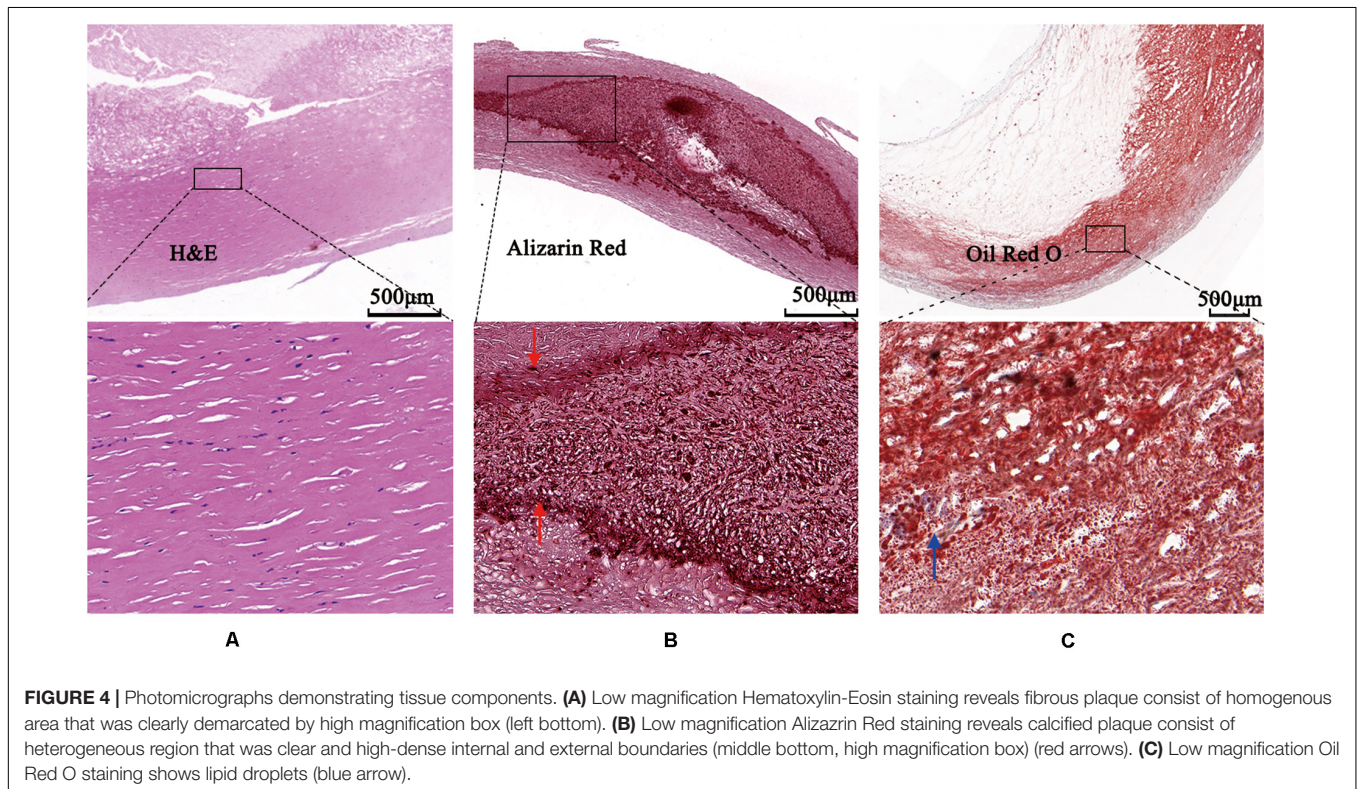 H&E
500μm
Alizarin Red
500μm
Oil Red O
500μm
A
B
C
FIGURE 4 | Photomicrographs demonstrating tissue components. (A) Low magnification Hematoxylin-Eosin staining reveals fibrous plaque consist of homogenous
area that was clearly demarcated by high magnification box (left bottom). (B) Low magnification Alizazrin Red staining reveals calcified plaque consist of
heterogeneous region that was clear and high-dense internal and external boundaries (middle bottom, high magnification box) (red arrows). (C) Low magnification Oil
Red O staining shows lipid droplets (blue arrow).